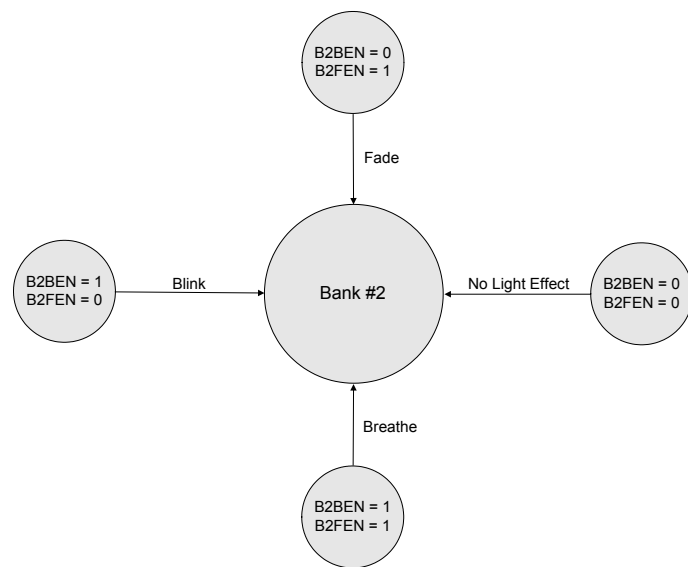 B2BEN = 0
B2FEN = 1
Fade
B2BEN = 1
B2FEN = 0
Blink
Bank #2
No Light Effect
B2BEN = 0
B2FEN = 0
Breathe
B2BEN = 1
B2FEN = 1